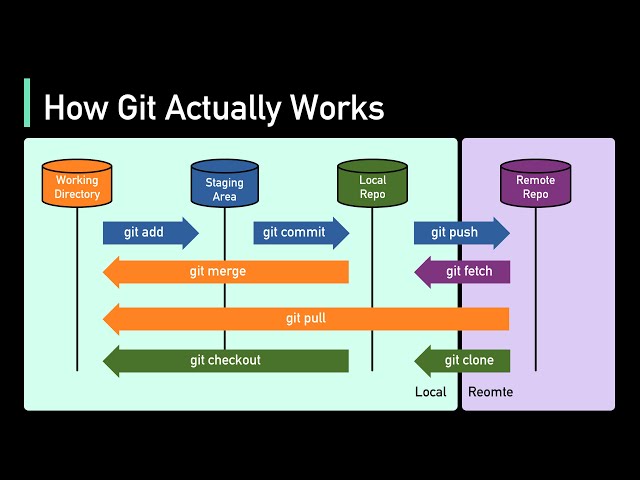 How Git Actually Works
Working
Directory
Staging
Area
Local
Repo
Remote
Repo
git add
git commit
git push
git merge
git fetch
git pull
git checkout
git clone
Local
Reomte